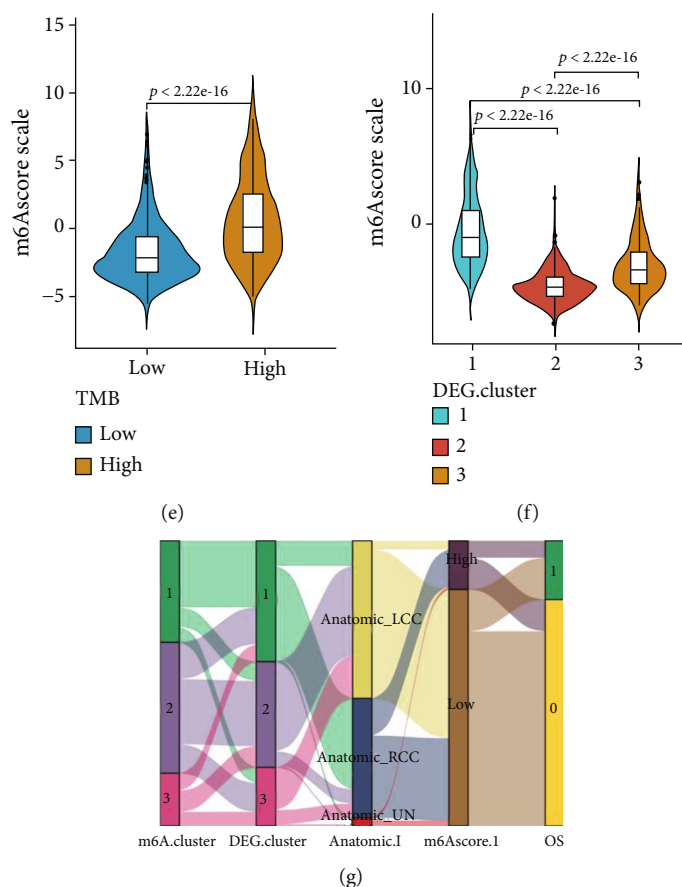 15
10
5
0
−5
m6Ascore scale
p < 2.22e-16
Low
High
TMB
Low
High
(e)
10
0
m6Ascore scale
p < 2.22e-16
p < 2.22e-16
p < 2.22e-16
1
2
3
DEG.cluster
1
2
3
(f)
1
2
3
1
2
3
Anatomic_LCC
Anatomic_RCC
Anatomic_UN
High
Low
1
0
m6A.cluster
DEG.cluster
Anatomic.I
m6Ascore.1
OS
(g)